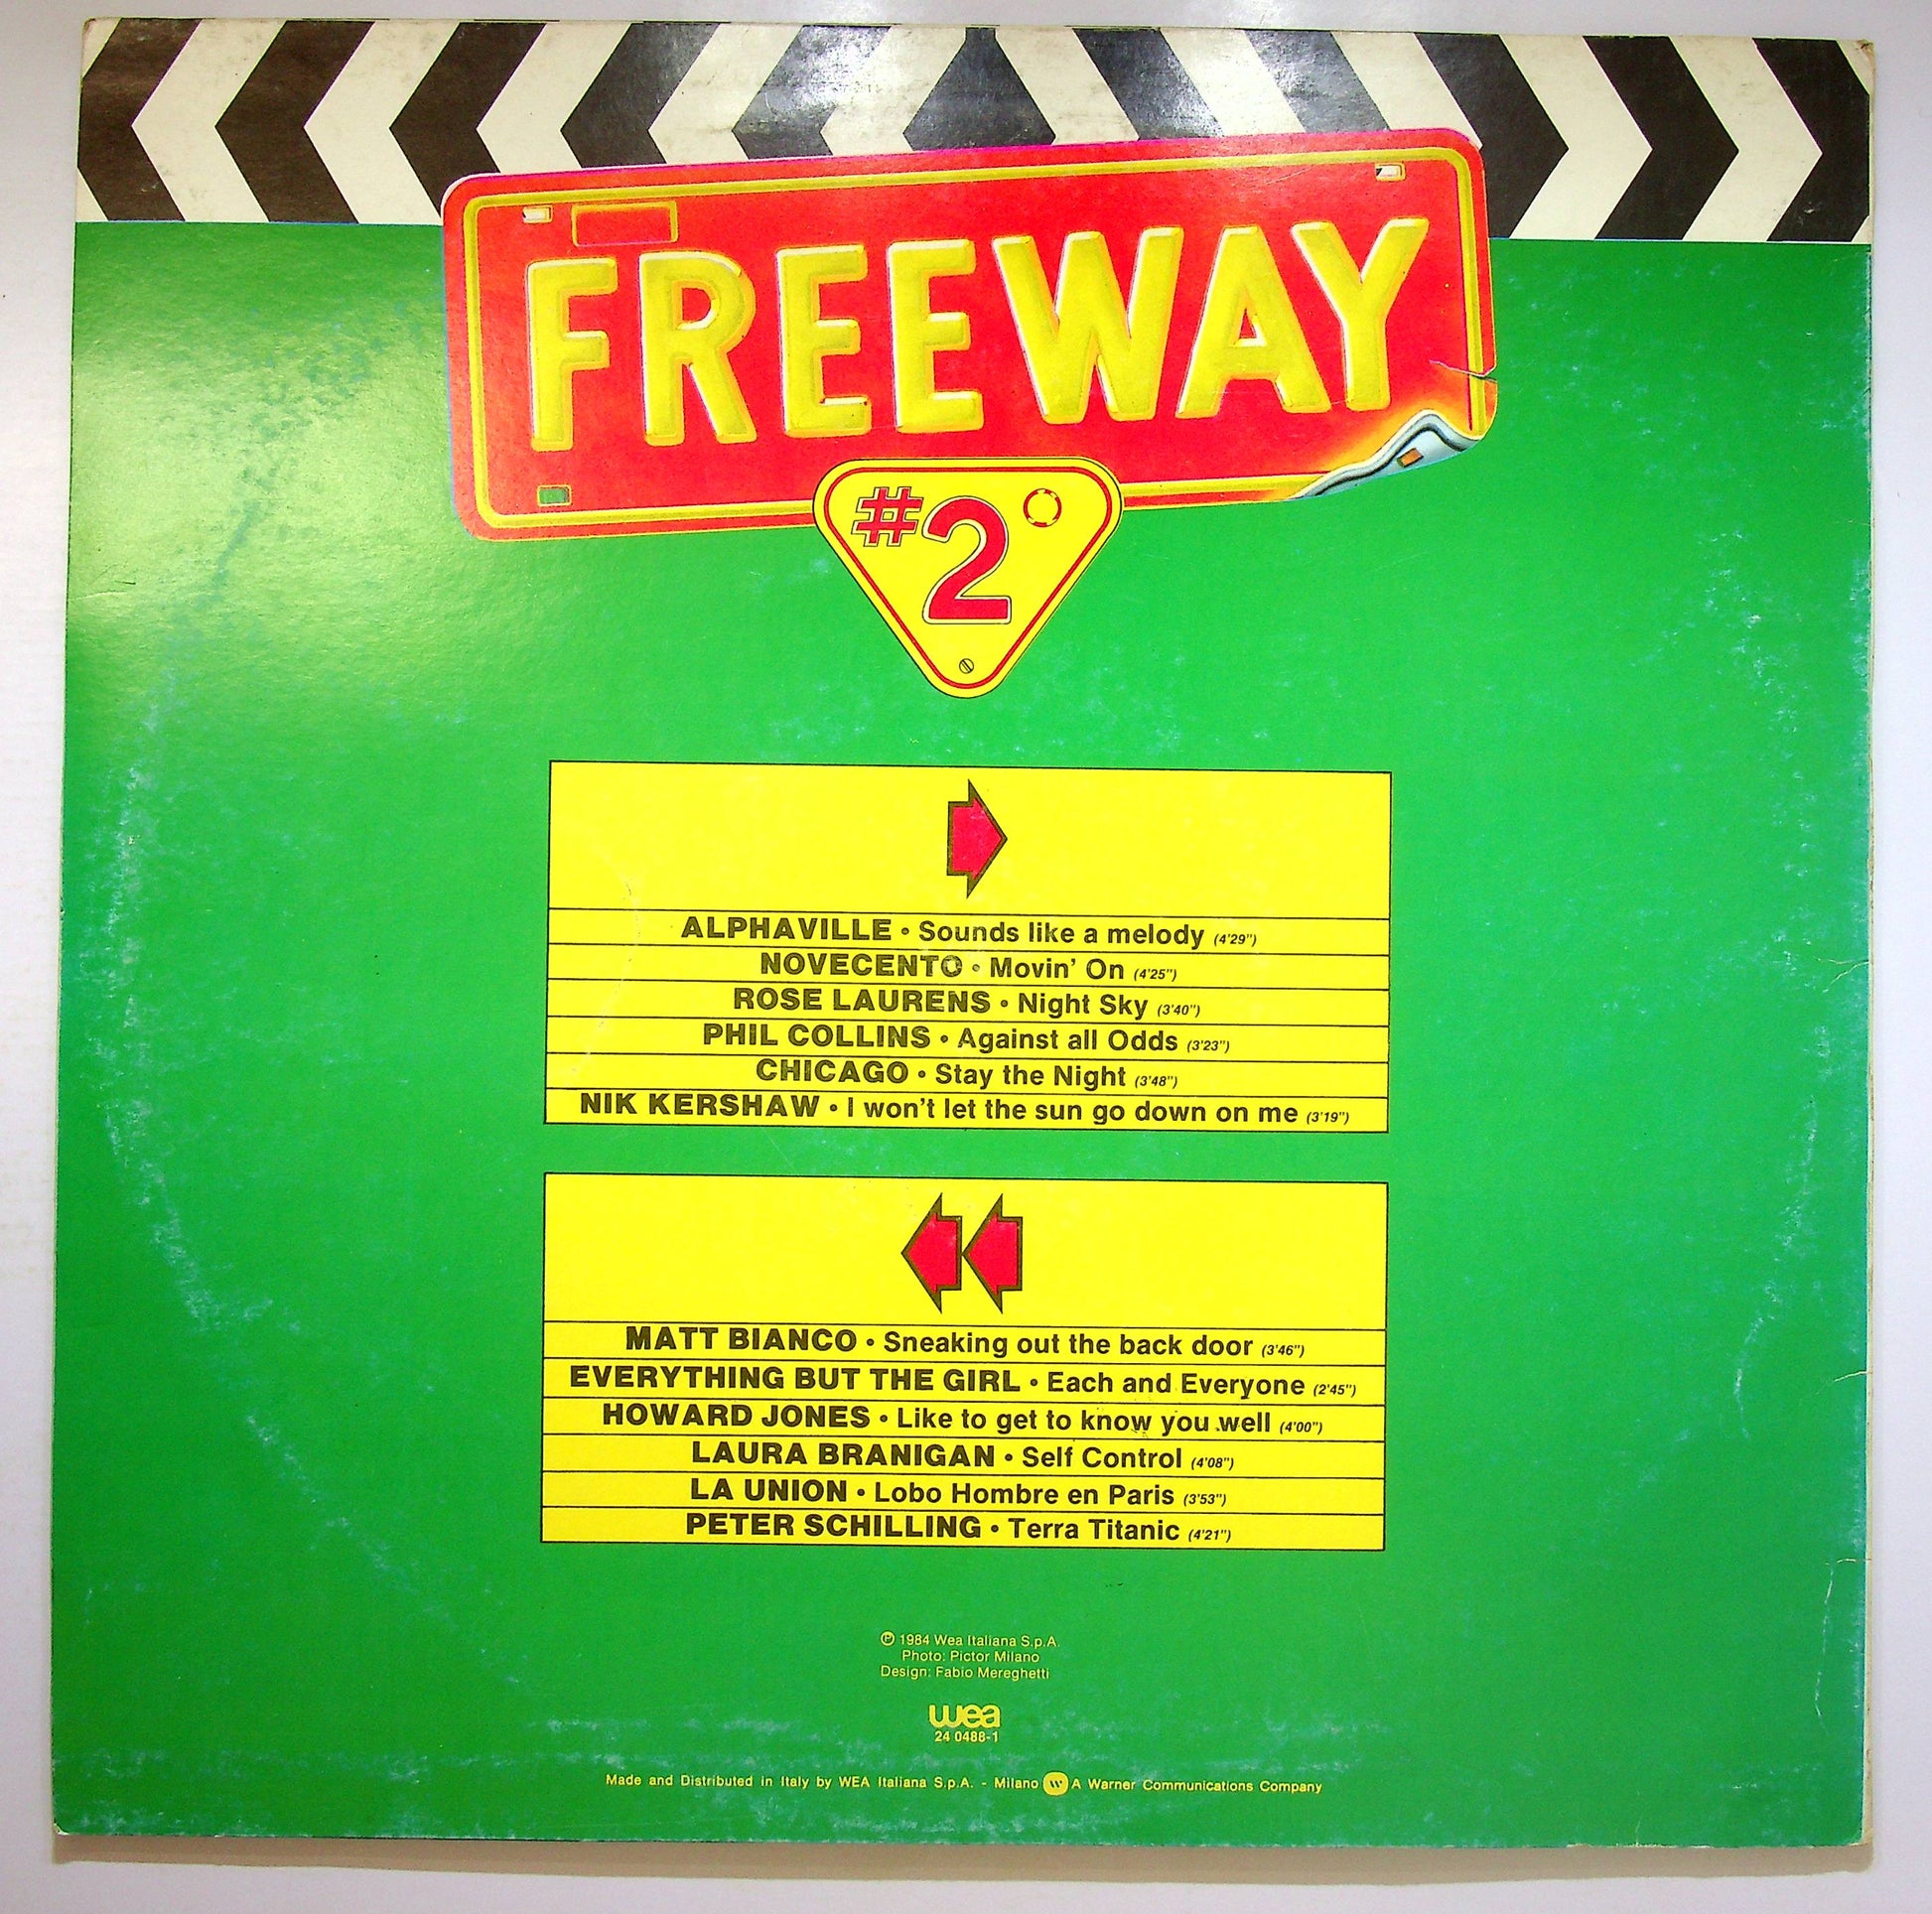 FREEWAY
#2
ALPHAVILLE • Sounds like a melody (4'29")
NOVECENTO • Movin' On (4'25")
ROSE LAURENS • Night Sky (3'40")
PHIL COLLINS • Against all Odds (3'23")
CHICAGO • Stay the Night (3'48")
NIK KERSHAW • I won't let the sun go down on me (3'19")
MATT BIANCO • Sneaking out the back door (3'46")
EVERYTHING BUT THE GIRL • Each and Everyone (2'45")
HOWARD JONES • Like to get to know you well (4'00")
LAURA BRANIGAN • Self Control (4'08")
LA UNION • Lobo Hombre en Paris (3'53")
PETER SCHILLING • Terra Titanic (4'21")
℗ 1984 Wea Italiana S.p.A.
Photo: Pictor Milano
Design: Fabio Mereghetti
wea
24 0488-1
Made and Distributed in Italy by WEA Italiana S.p.A. - Milano W A Warner Communications Company